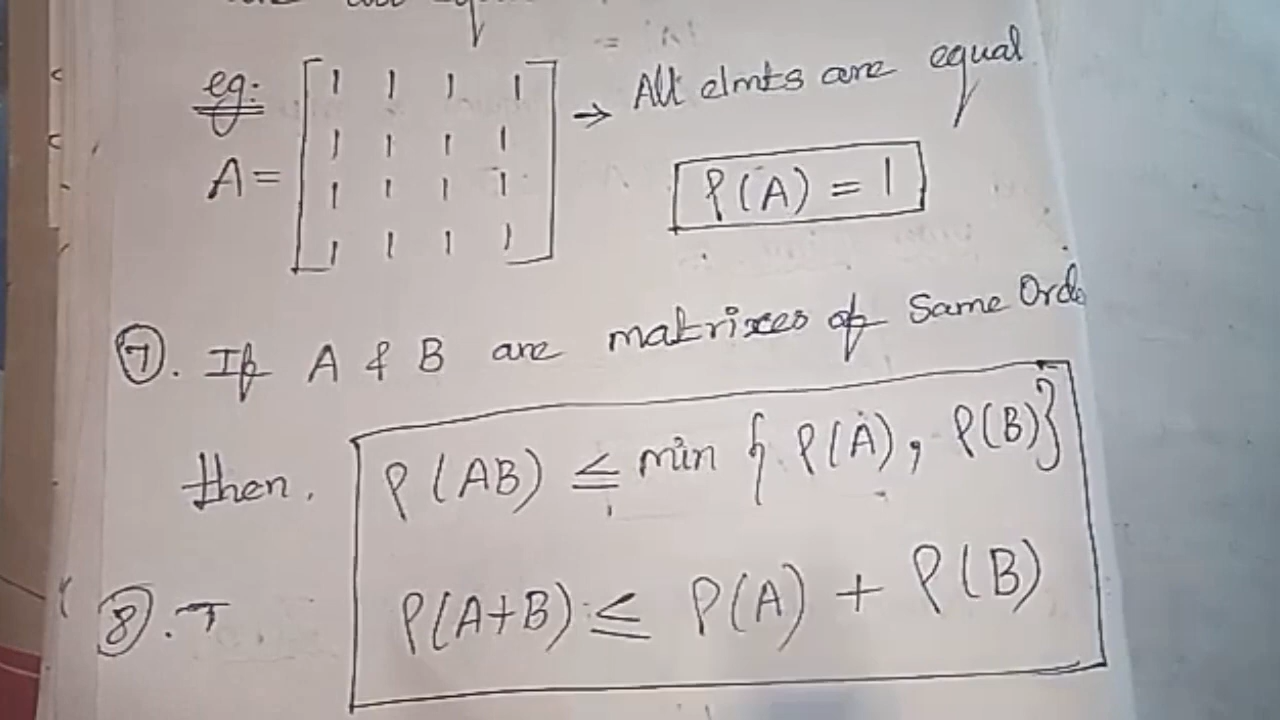 eg:
A = [ 1 1 1 1 → All elmts are equal
1 1 1 1
1 1 1 1 ρ(A) = 1
1 1 1 1 ]
7. If A & B are matrixes of Same Orde
then, ρ(AB) ≤ min { ρ(A), ρ(B)}
8. ρ(A+B) ≤ ρ(A) + ρ(B)